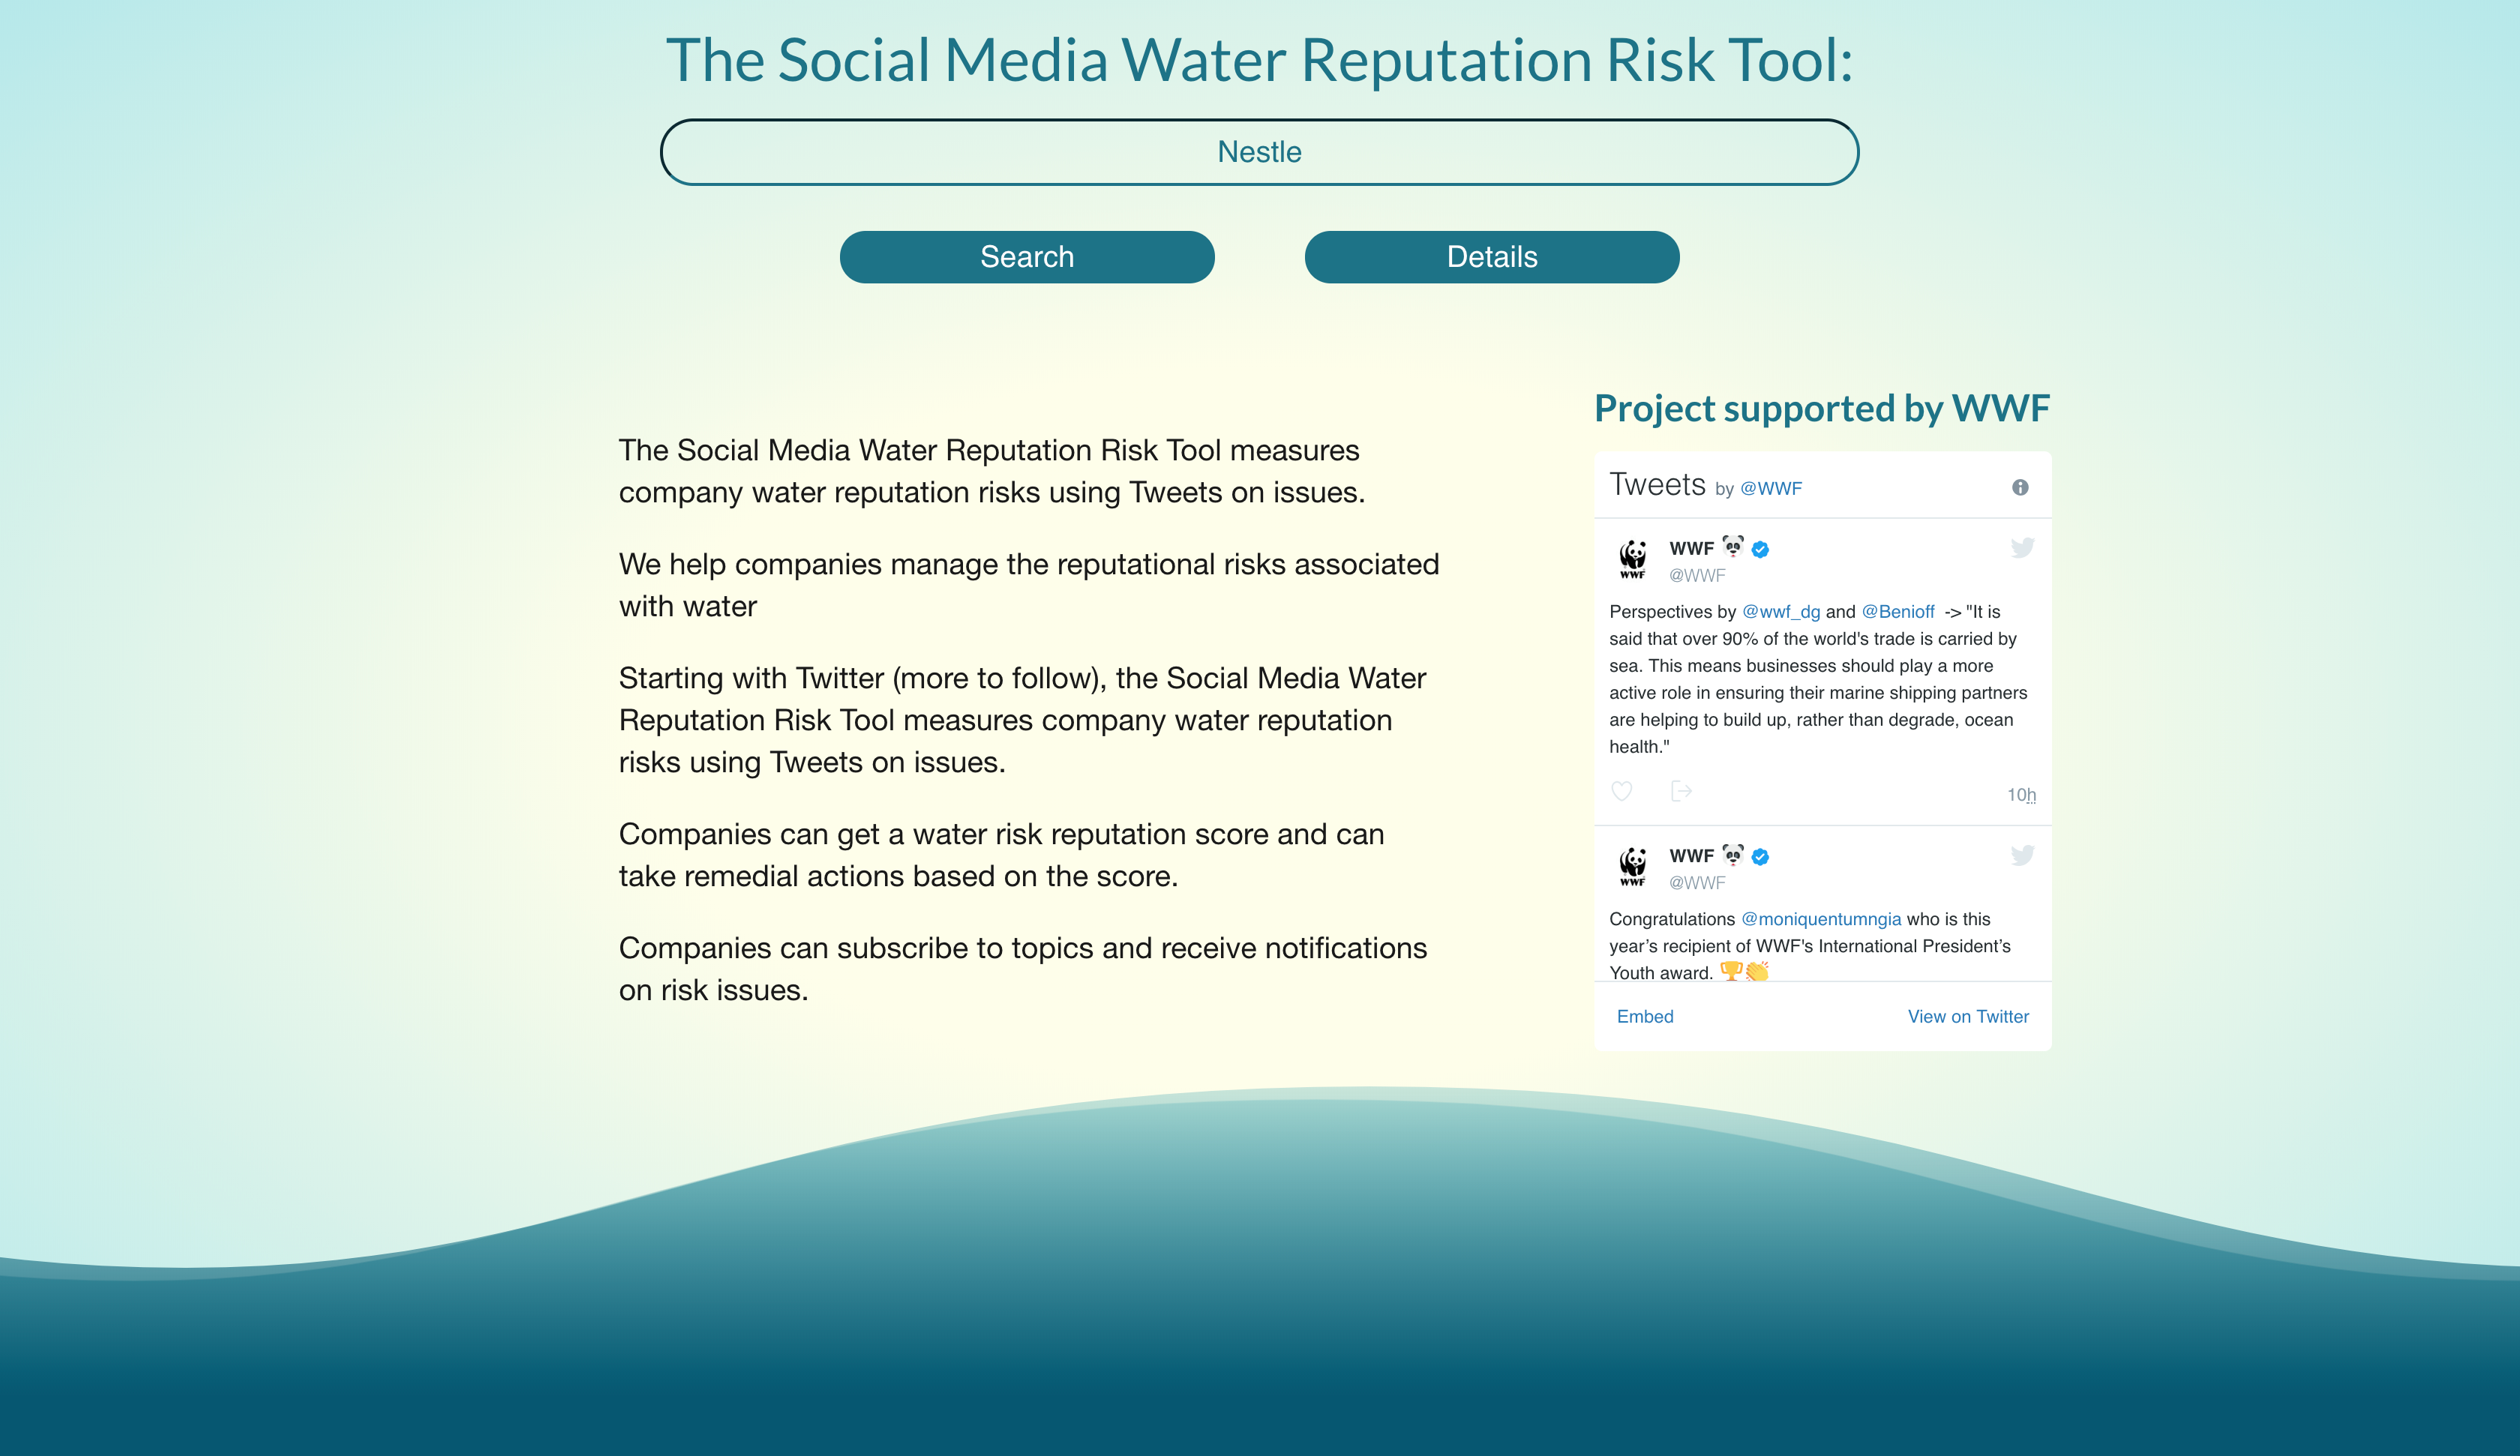 The Social Media Water Reputation Risk Tool:
Nestle
Search
Details
The Social Media Water Reputation Risk Tool measures
company water reputation risks using Tweets on issues.
We help companies manage the reputational risks associated
with water
Starting with Twitter (more to follow), the Social Media Water
Reputation Risk Tool measures company water reputation
risks using Tweets on issues.
Companies can get a water risk reputation score and can
take remedial actions based on the score.
Companies can subscribe to topics and receive notifications
on risk issues.
Project supported by WWF
Tweets by @WWF
WWF
WWF 🐼
@WWF
Perspectives by @wwf_dg and @Benioff -> "It is
said that over 90% of the world's trade is carried by
sea. This means businesses should play a more
active role in ensuring their marine shipping partners
are helping to build up, rather than degrade, ocean
health."
10h
WWF
WWF 🐼
@WWF
Congratulations @moniquentumngia who is this
year’s recipient of WWF's International President’s
Youth award. 🏆👏
Embed
View on Twitter